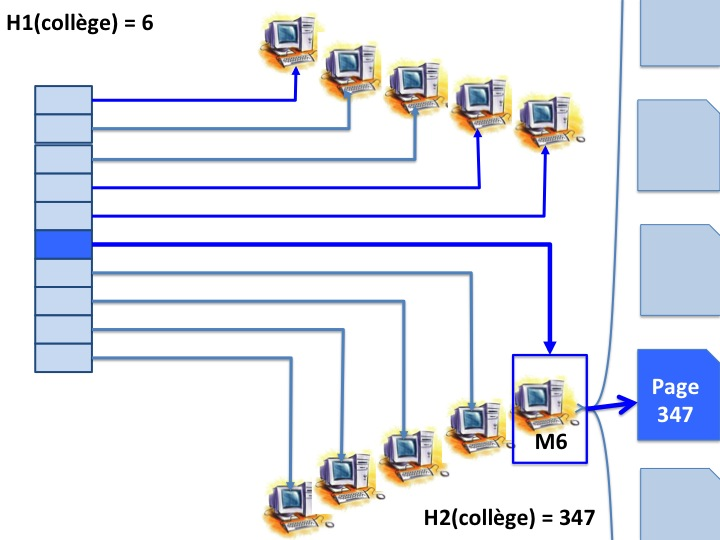 H1(collège) = 6
Page
347
M6
H2(collège) = 347